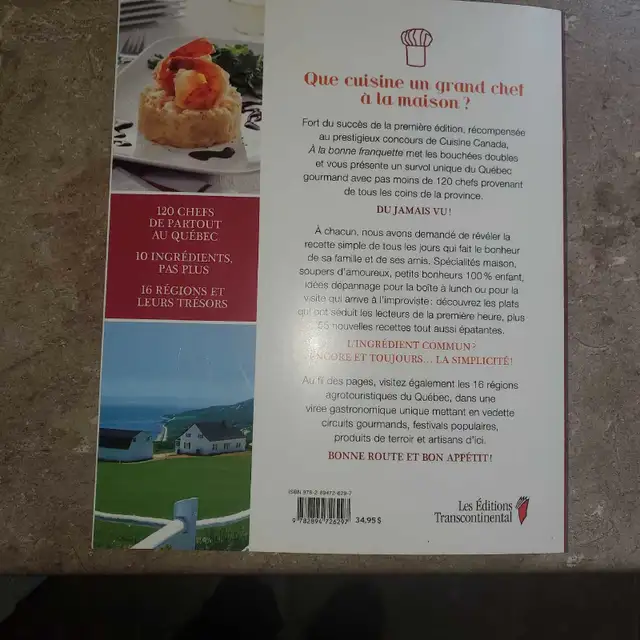 Que cuisine un grand chef
à la maison ?
Fort du succès de la première édition, récompensée
au prestigieux concours de Cuisine Canada,
À la bonne franquette met les bouchées doubles
et vous présente un survol unique du Québec
gourmand avec pas moins de 120 chefs provenant
de tous les coins de la province.
DU JAMAIS VU !
À chacun, nous avons demandé de révéler la
recette simple de tous les jours qui fait le bonheur
de sa famille et de ses amis. Spécialités maison,
soupers d'amoureux, petits bonheurs 100 % enfant,
idées dépannage pour la boîte à lunch ou pour la
visite qui arrive à l'improviste : découvrez les plats
qui ont séduit les lecteurs de la première heure, plus
nouvelles recettes tout aussi épatantes.
L'INGRÉDIENT COMMUN ?
ENCORE ET TOUJOURS... LA SIMPLICITÉ !
Au fil des pages, visitez également les 16 régions
agrotouristiques du Québec, dans une
virée gastronomique unique mettant en vedette
circuits gourmands, festivals populaires,
produits de terroir et artisans d'ici.
BONNE ROUTE ET BON APPÉTIT !
120 CHEFS
DE PARTOUT
AU QUÉBEC
10 INGRÉDIENTS,
PAS PLUS
16 RÉGIONS ET
LEURS TRÉSORS
ISBN 978-2-89472-629-7
9 782894 726297
34,95 $
Les Éditions
Transcontinental